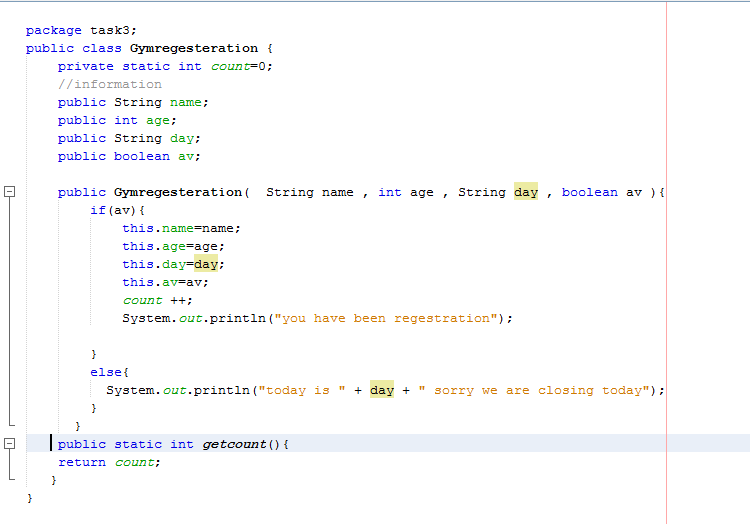 package task3;
public class Gymregesteration {
private static int count=0;
//information
public String name;
public int age;
public String day;
public boolean av;
public Gymregesteration(  String name , int age , String day , boolean av ){
if(av){
this.name=name;
this.age=age;
this.day=day;
this.av=av;
count ++;
System.out.println("you have been regestration");
}
else{
System.out.println("today is " + day + " sorry we are closing today");
}
}
public static int getcount(){
return count;
}
}